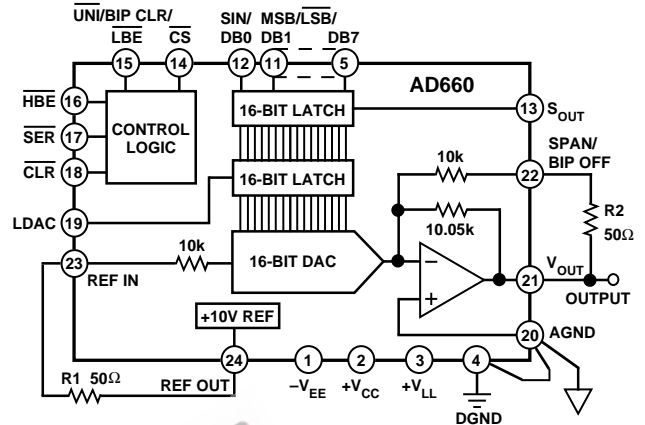 UNI/BIP CLR/
LBE
CS
SIN/
DB0
MSB/LSB/
DB1
DB7
15
14
12
11
5
AD660
HBE
16
SER
17
CLR
18
CONTROL
LOGIC
16-BIT LATCH
13
SOUT
SPAN/
BIP OFF
10k
22
16-BIT LATCH
LDAC
19
10.05k
R2
50Ω
10k
16-BIT DAC
23
REF IN
−
+
21
VOUT
OUTPUT
+10V REF
20
AGND
24
1
2
3
4
R1 50Ω
REF OUT
−VEE
+VCC
+VLL
DGND